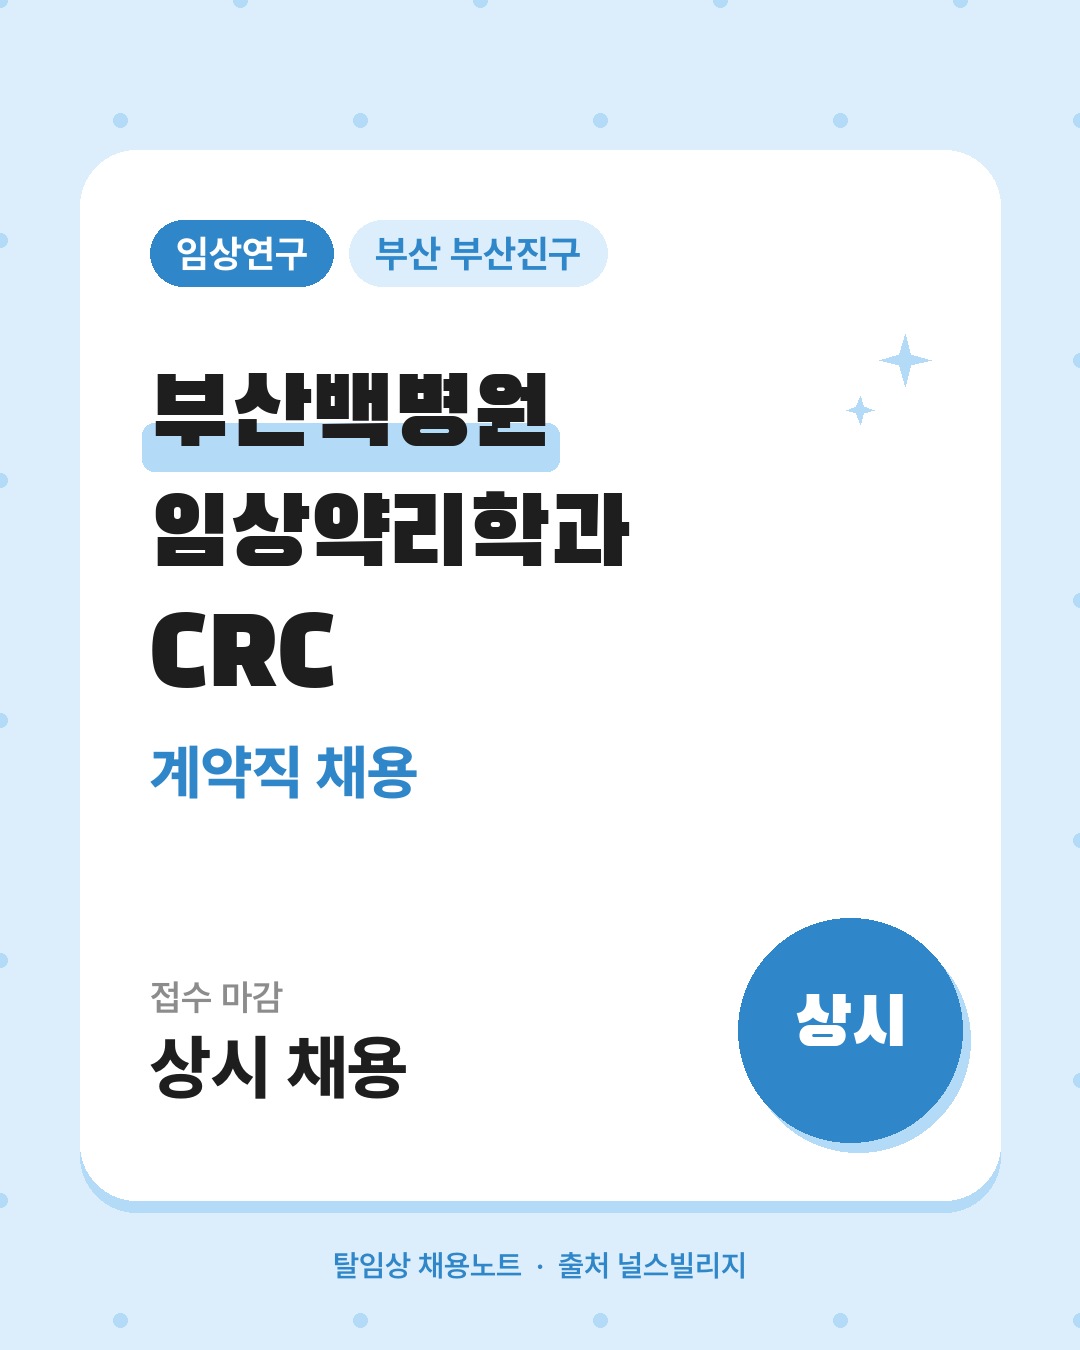 임상연구 부산 부산진구
부산백병원
임상약리학과
CRC
계약직 채용
접수 마감
상시 채용
상시
탈임상 채용노트 · 출처 널스빌리지